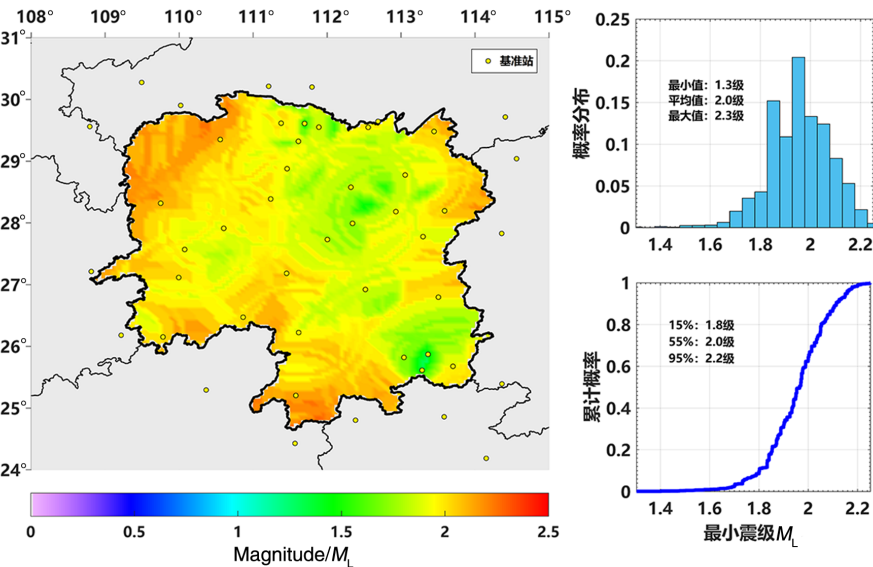 108° 109° 110° 111° 112° 113° 114° 115°
31°
30°
29°
28°
27°
26°
25°
24°
基准站
0 0.5 1 1.5 2 2.5
Magnitude/ML
0.25
0.2
0.15
0.1
0.05
0
概率分布
最小值：1.3级
平均值：2.0级
最大值：2.3级
1.4 1.6 1.8 2 2.2
1
0.8
0.6
0.4
0.2
0
累计概率
15%：1.8级
55%：2.0级
95%：2.2级
1.4 1.6 1.8 2 2.2
最小震级ML